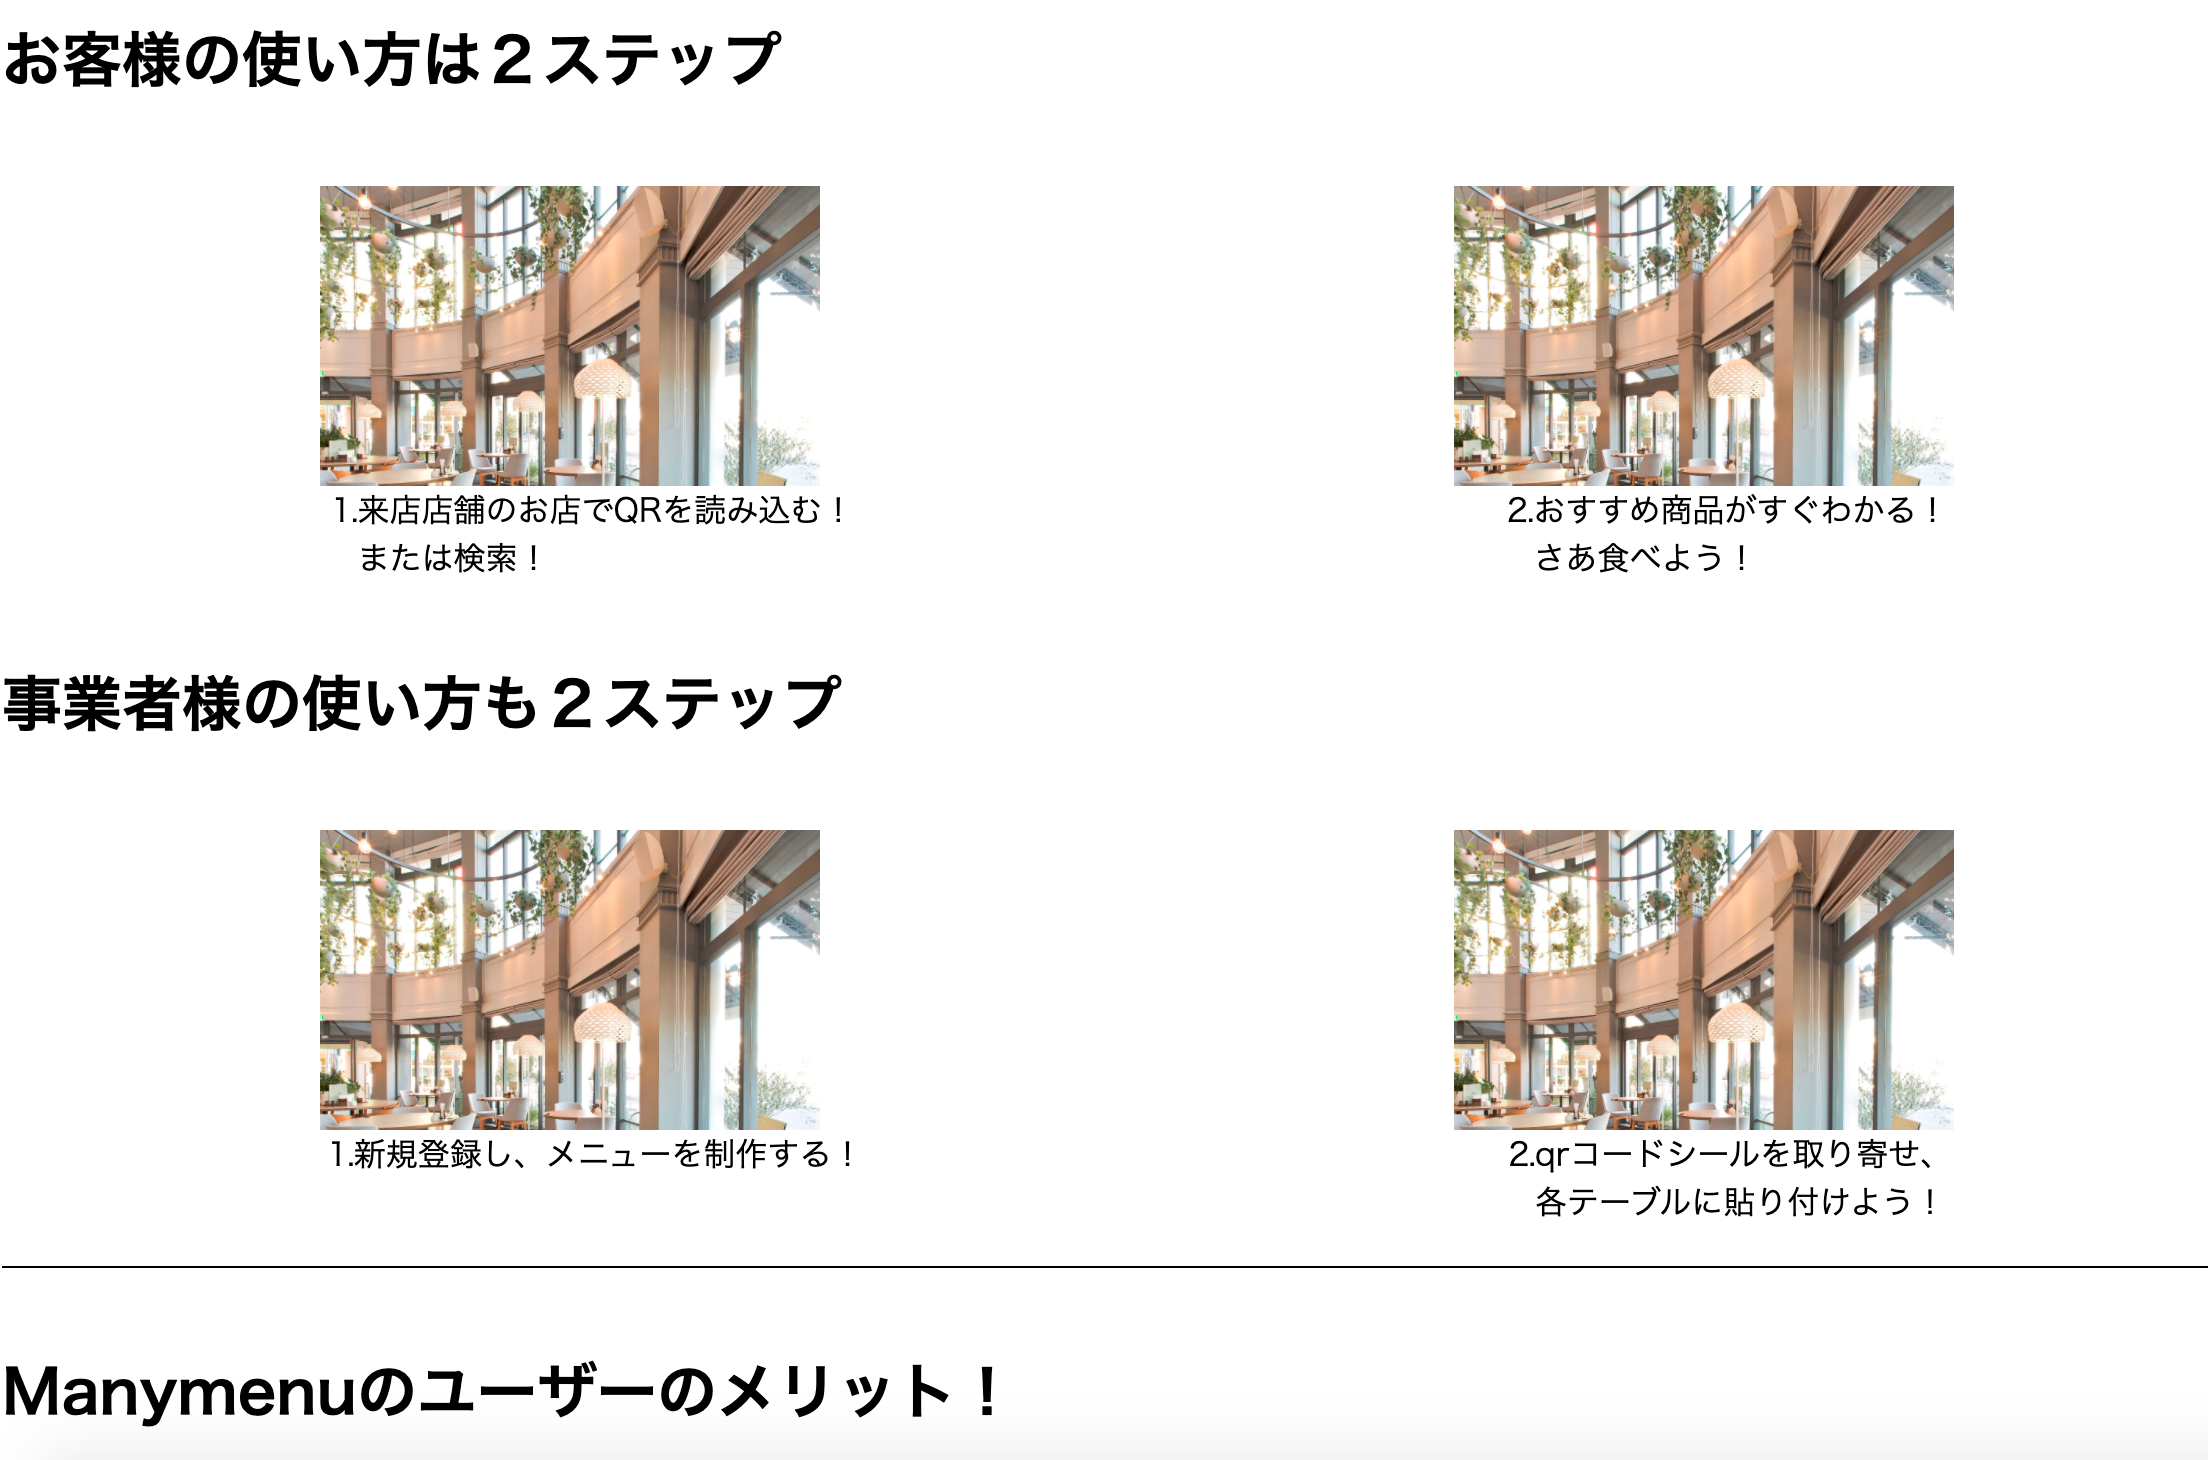 お客様の使い方は２ステップ
1.来店店舗のお店でQRを読み込む！
または検索！
2.おすすめ商品がすぐわかる！
さあ食べよう！
事業者様の使い方も２ステップ
1.新規登録し、メニューを制作する！
2.qrコードシールを取り寄せ、
各テーブルに貼り付けよう！
Manymenuのユーザーのメリット！